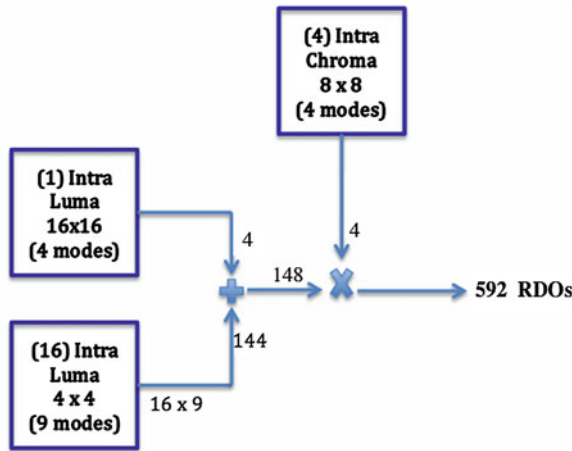 (4) Intra
Chroma
8 x 8
(4 modes)
(1) Intra
Luma
16x16
(4 modes)
4
4
148
592 RDOs
144
(16) Intra
Luma
4 x 4
(9 modes)
16 x 9